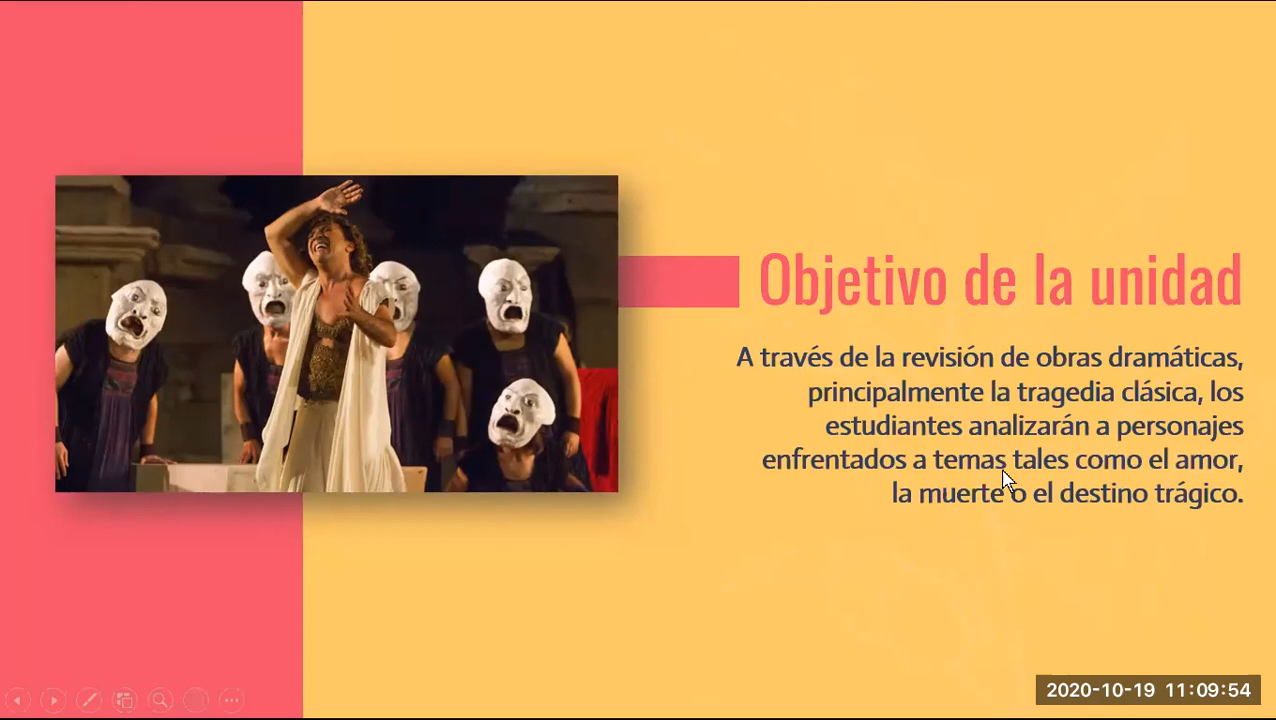 Objetivo de la unidad
A través de la revisión de obras dramáticas,
principalmente la tragedia clásica, los
estudiantes analizarán a personajes
enfrentados a temas tales como el amor,
la muerte o el destino trágico.
2020-10-19 11:09:54